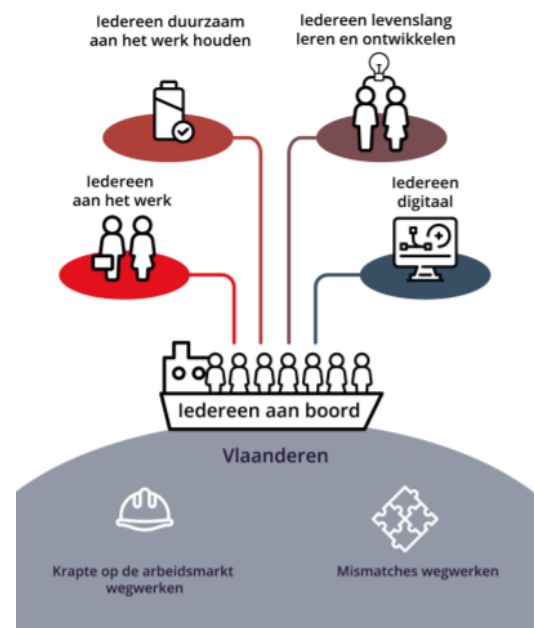 Iedereen duurzaam
aan het werk houden
Iedereen levenslang
leren en ontwikkelen
Iedereen
aan het werk
Iedereen
digitaal
Iedereen aan boord
Vlaanderen
Krapte op de arbeidsmarkt
wegwerken
Mismatches wegwerken